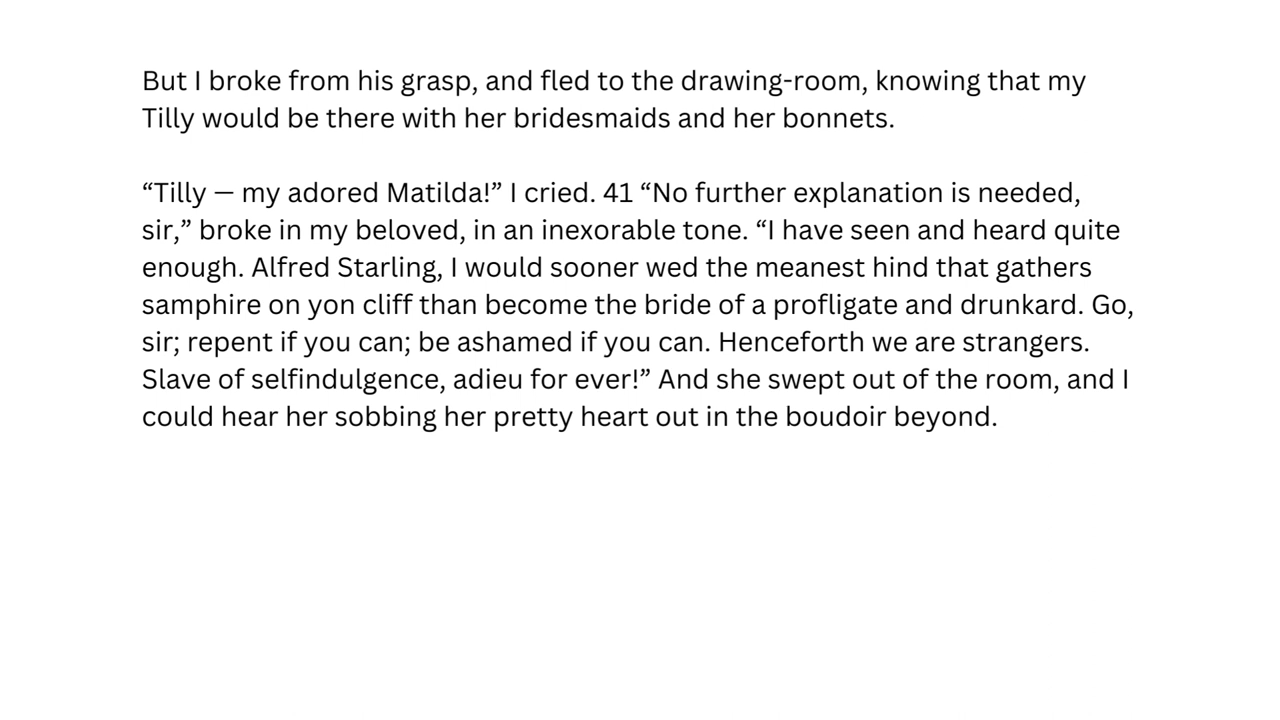 But I broke from his grasp, and fled to the drawing-room, knowing that my
Tilly would be there with her bridesmaids and her bonnets.
“Tilly — my adored Matilda!” I cried. 41 “No further explanation is needed,
sir,” broke in my beloved, in an inexorable tone. “I have seen and heard quite
enough. Alfred Starling, I would sooner wed the meanest hind that gathers
samphire on yon cliff than become the bride of a profligate and drunkard. Go,
sir; repent if you can; be ashamed if you can. Henceforth we are strangers.
Slave of selfindulgence, adieu for ever!” And she swept out of the room, and I
could hear her sobbing her pretty heart out in the boudoir beyond.